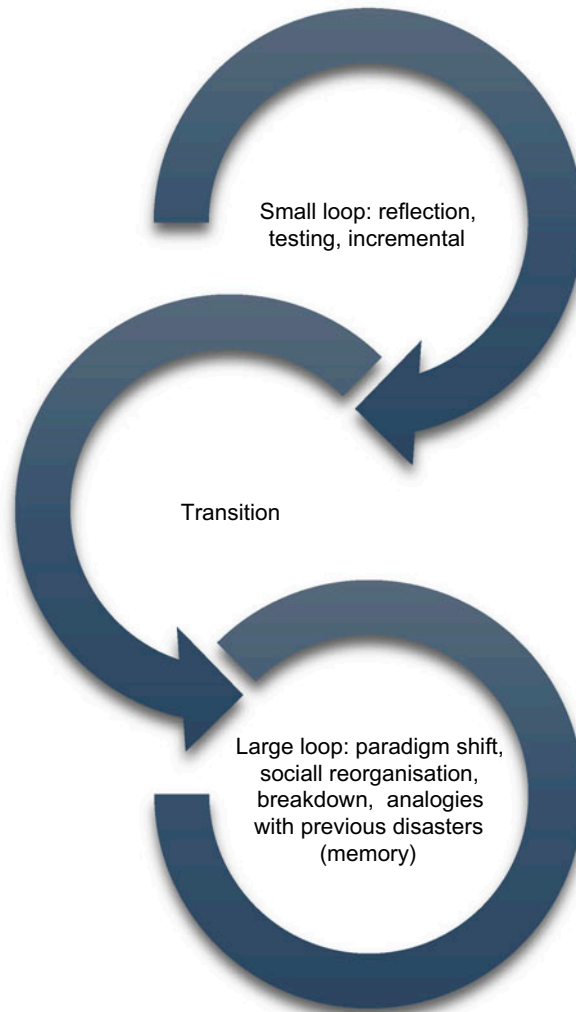 Small loop: reflection,
testing, incremental
Transition
Large loop: paradigm shift,
sociall reorganisation,
breakdown, analogies
with previous disasters
(memory)